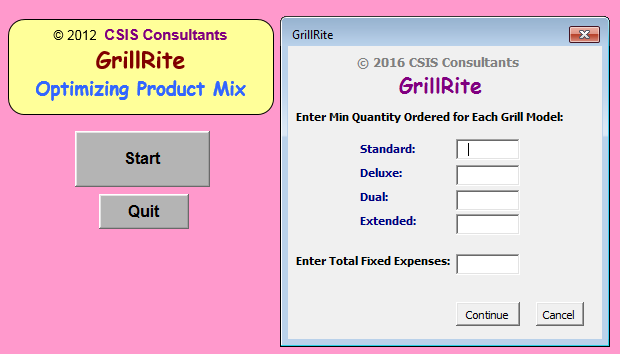 © 2012 CSIS Consultants
GrillRite
Optimizing Product Mix
Start
Quit
GrillRite
© 2016 CSIS Consultants
GrillRite
Enter Min Quantity Ordered for Each Grill Model:
Standard:
Deluxe:
Dual:
Extended:
Enter Total Fixed Expenses:
Continue Cancel